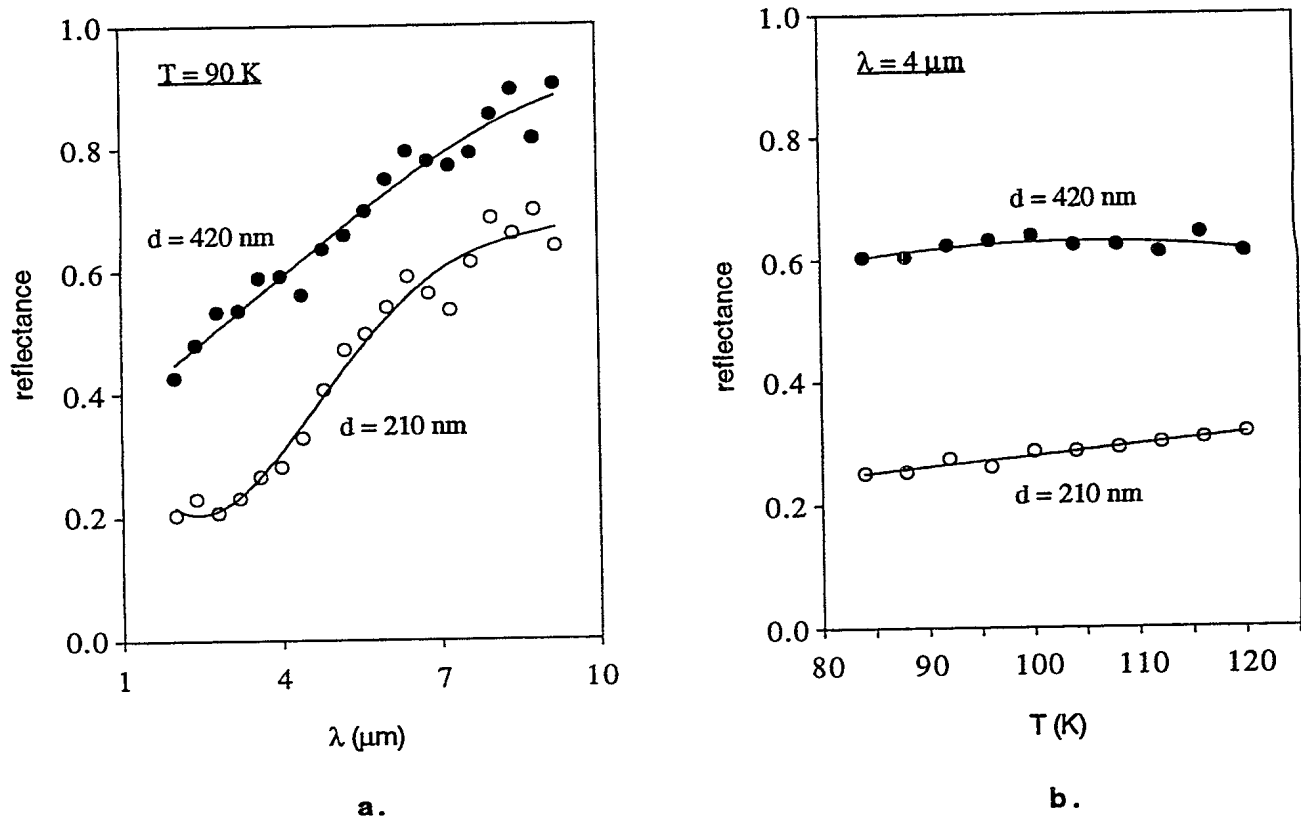 T = 90 K
1.0
0.8
0.6
0.4
0.2
0.0
reflectance
d = 420 nm
d = 210 nm
1 4 7 10
λ (μm)
a.
λ = 4 μm
1.0
0.8
0.6
0.4
0.2
0.0
reflectance
d = 420 nm
d = 210 nm
80 90 100 110 120
T (K)
b.